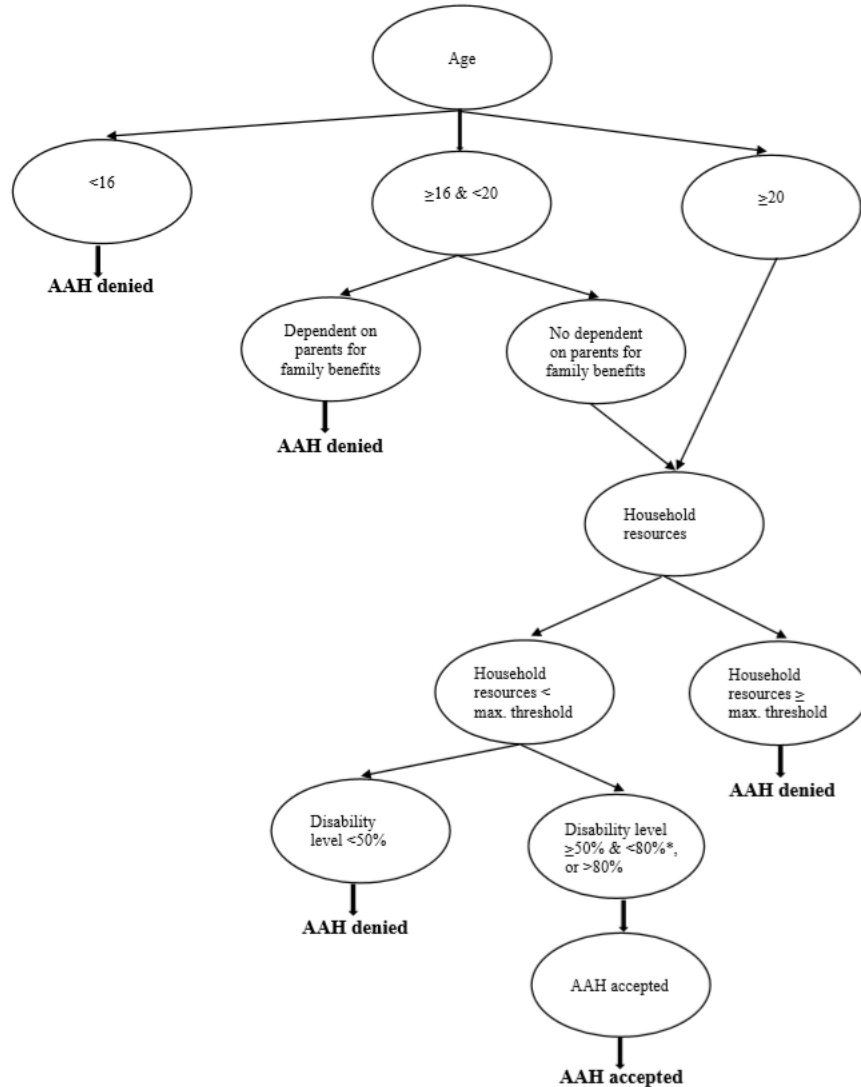 Age
<16
≥16 & <20
≥20
AAH denied
Dependent on
parents for
family benefits
No dependent
on parents for
family benefits
AAH denied
Household
resources
Household
resources <
max. threshold
Household
resources ≥
max. threshold
AAH denied
Disability
level <50%
Disability level
≥50% & <80%*,
or >80%
AAH denied
AAH accepted
AAH accepted